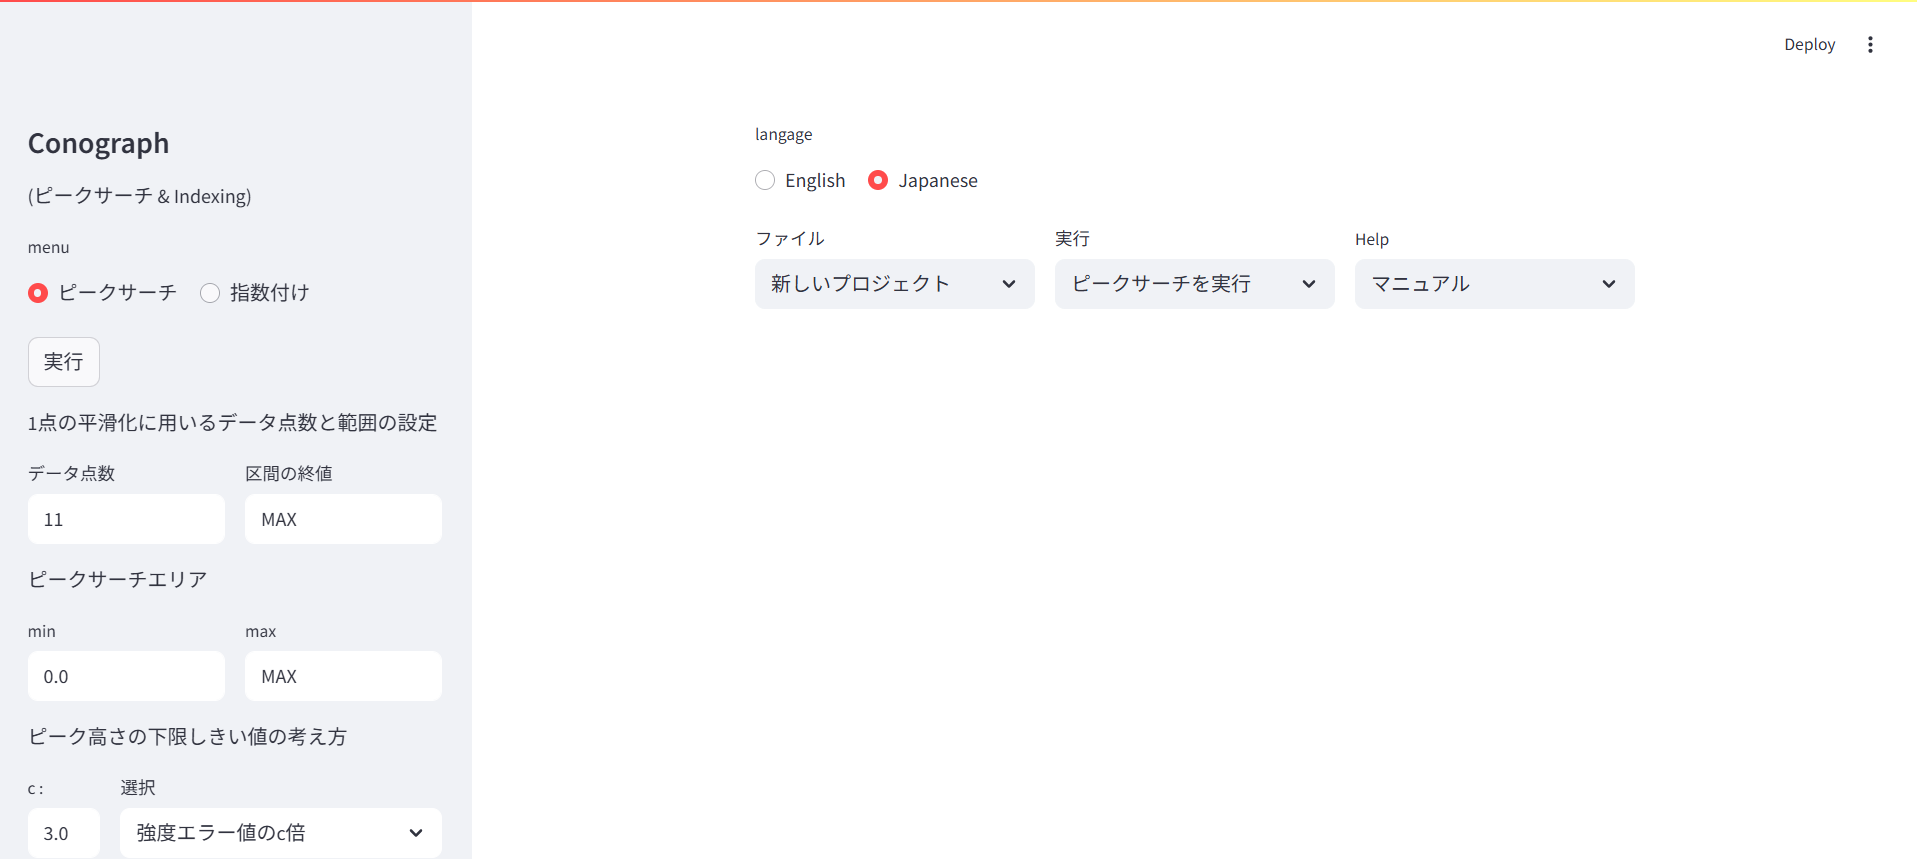 Deploy
Conograph
(ピークサーチ & Indexing)
menu
ピークサーチ 指数付け
実行
1点の平滑化に用いるデータ点数と範囲の設定
データ点数 区間の終値
11 MAX
ピークサーチエリア
min max
0.0 MAX
ピーク高さの下限しきい値の考え方
c : 選択
3.0 強度エラー値のc倍
langage
English Japanese
ファイル 実行 Help
新しいプロジェクト ピークサーチを実行 マニュアル